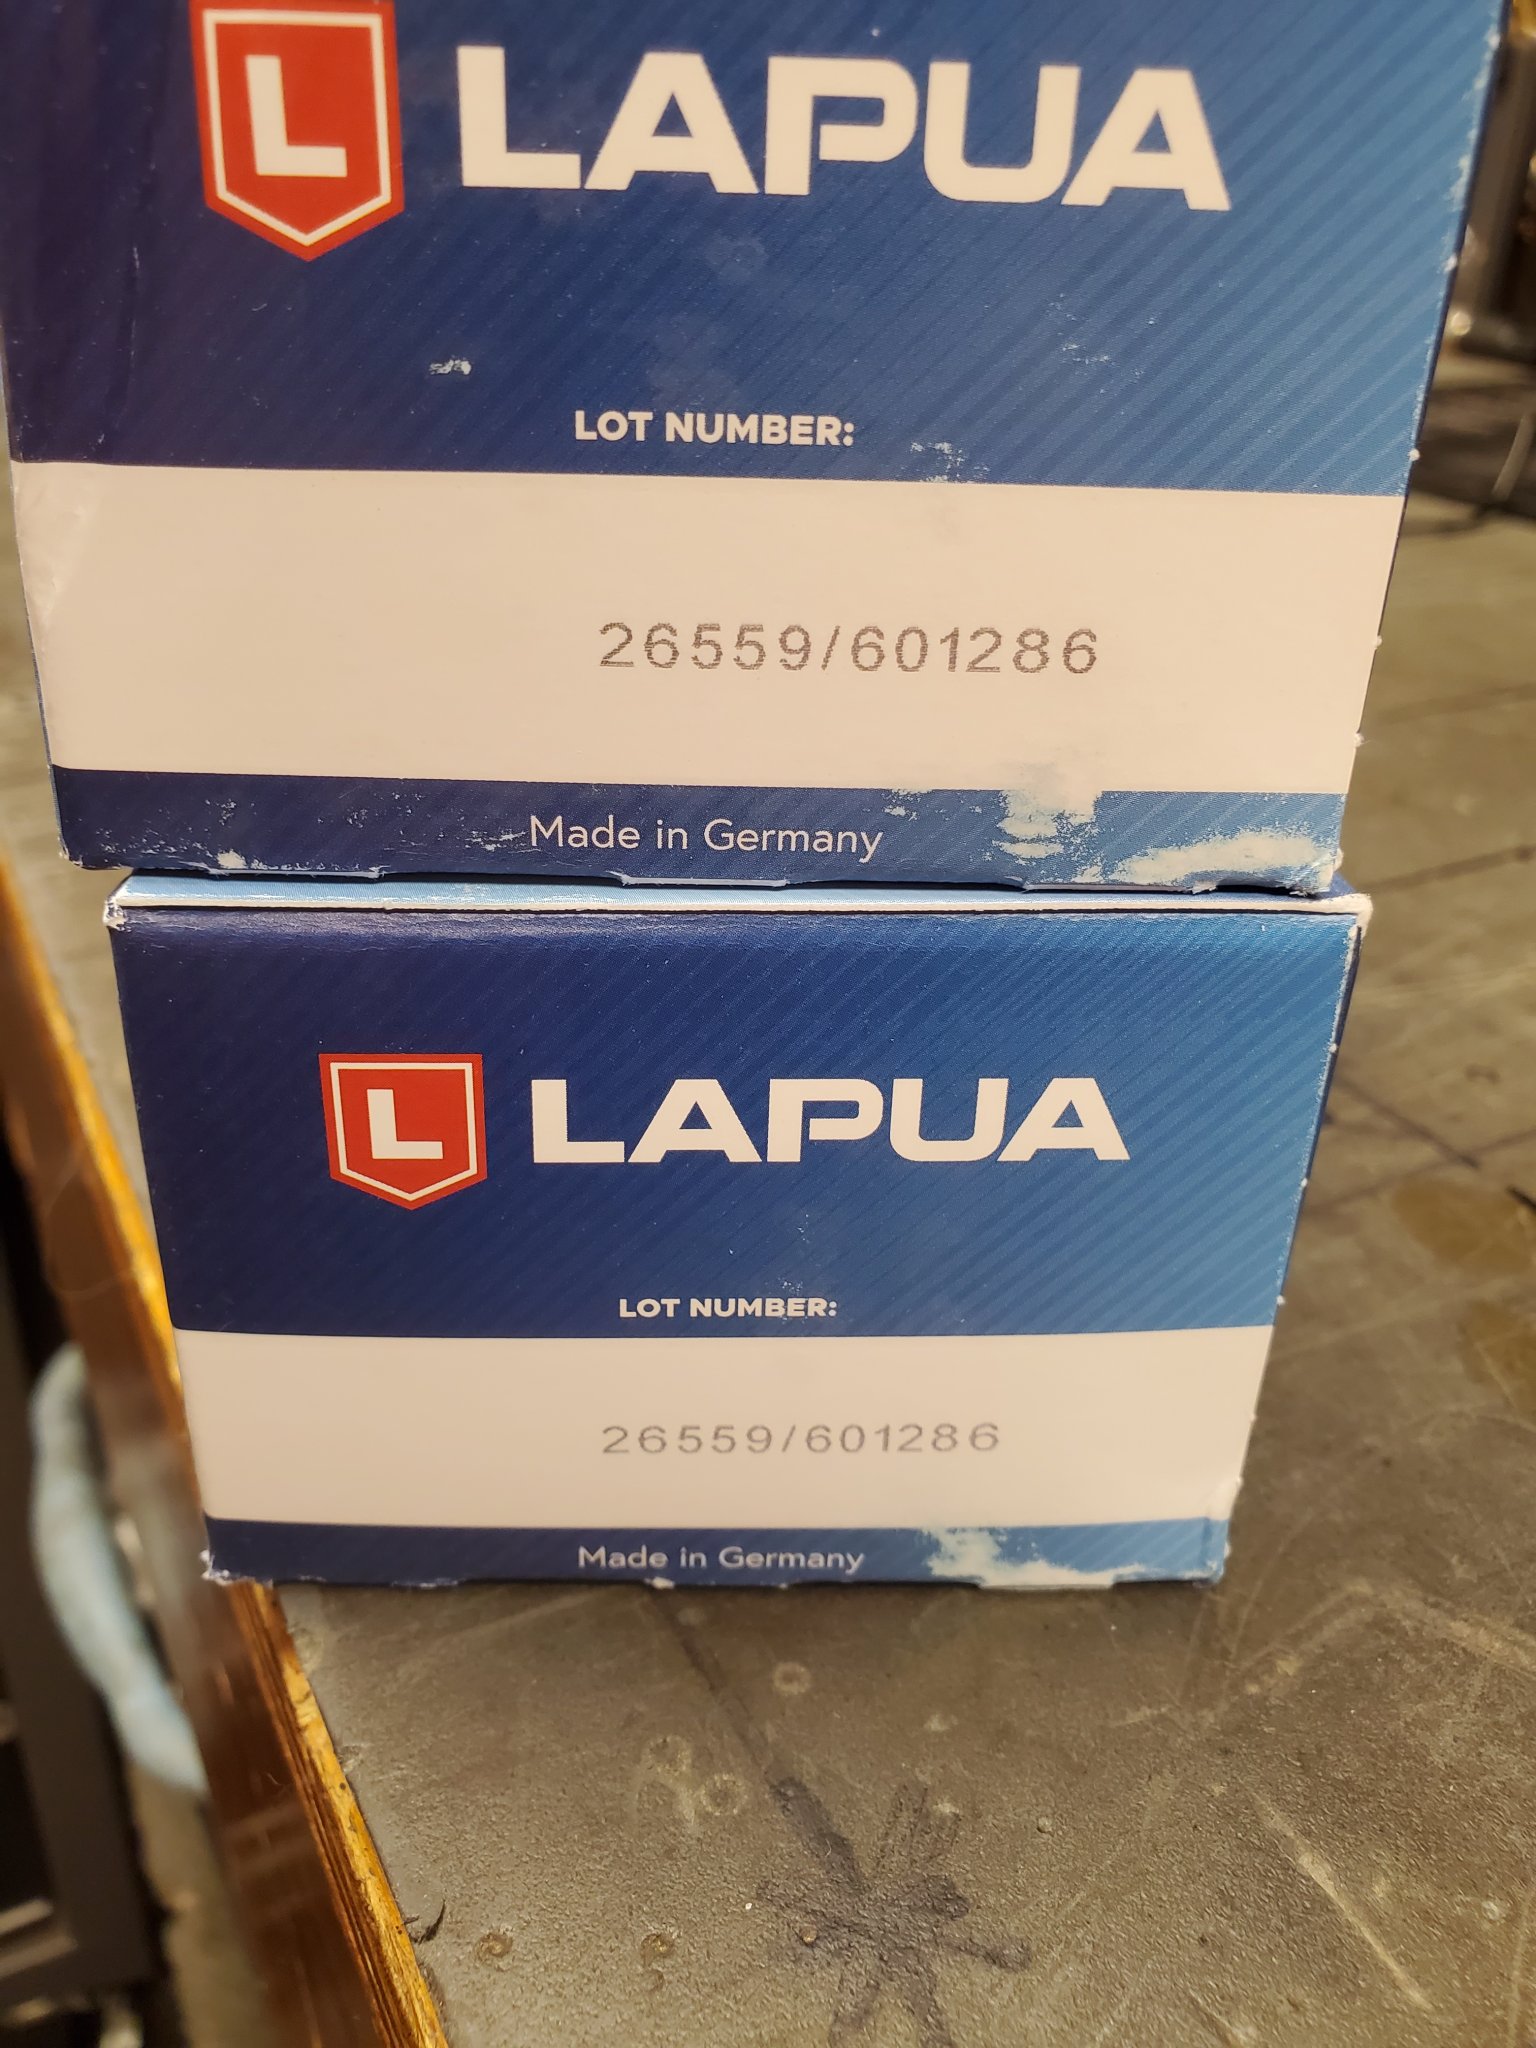 L LAPUA
LOT NUMBER:
26559/601286
Made in Germany
L LAPUA
LOT NUMBER:
26559/601286
Made in Germany